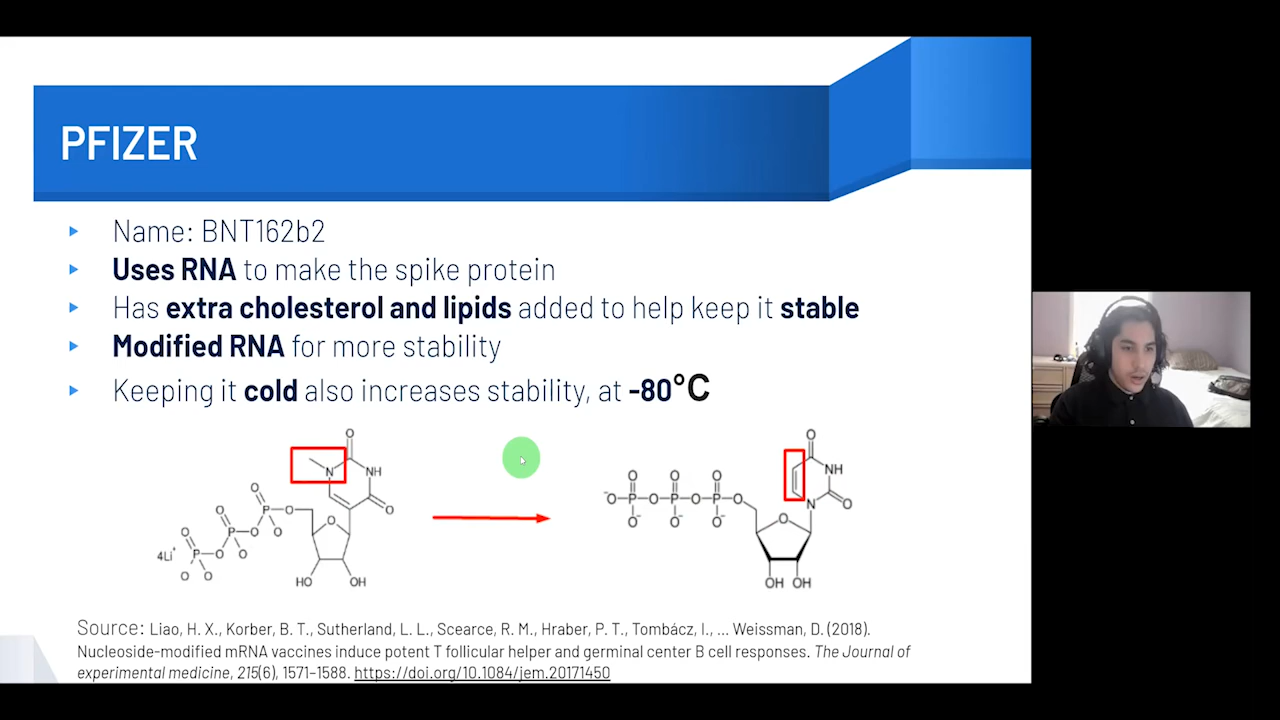 PFIZER
Name: BNT162b2
Uses RNA to make the spike protein
Has extra cholesterol and lipids added to help keep it stable
Modified RNA for more stability
Keeping it cold also increases stability, at -80°C
O
N
O
NH
O
O
O
P
O
O
P
O
O
P
O
O
O
4Li+
HO
OH
O
NH
O
N
O
O
O
-O
P
O
P
O
P
O
O-
O-
O-
O
OH
OH
Source: Liao, H. X., Korber, B. T., Sutherland, L. L., Scearce, R. M., Hraber, P. T., Tombácz, I., ... Weissman, D. (2018).
Nucleoside-modified mRNA vaccines induce potent T follicular helper and germinal center B cell responses. The Journal of
experimental medicine, 215(6), 1571–1588. https://doi.org/10.1084/jem.20171450